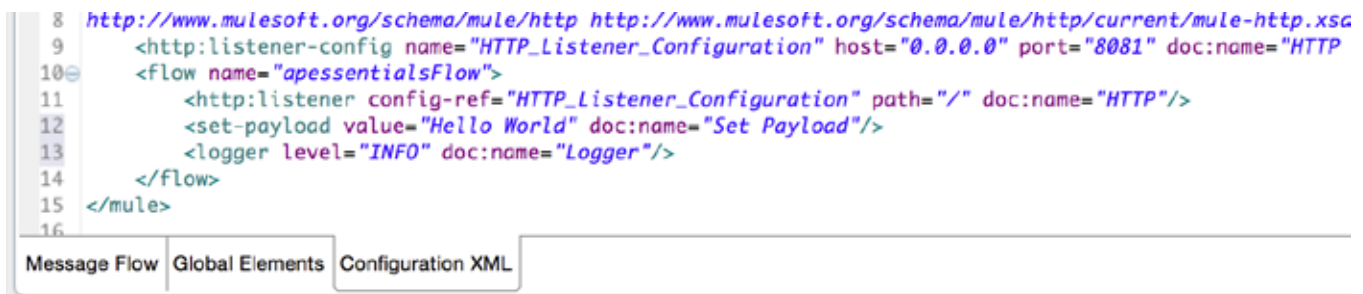 8 http://www.mulesoft.org/schema/mule/http http://www.mulesoft.org/schema/mule/http/current/mule-http.xsd
9 <http:listener-config name="HTTP_Listener_Configuration" host="0.0.0.0" port="8081" doc:name="HTTP
10 <flow name="apessentialsFlow">
11 <http:listener config-ref="HTTP_Listener_Configuration" path="/" doc:name="HTTP"/>
12 <set-payload value="Hello World" doc:name="Set Payload"/>
13 <logger level="INFO" doc:name="Logger"/>
14 </flow>
15 </mule>
16
Message Flow Global Elements Configuration XML